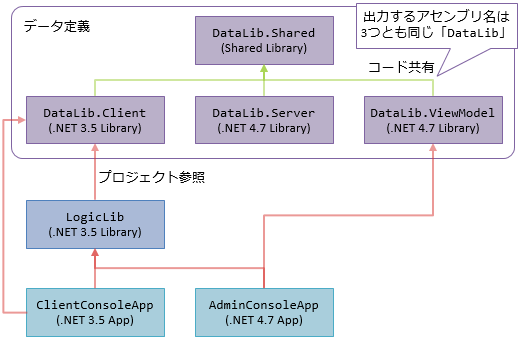 データ定義
出力するアセンブリ名は
3つとも同じ「DataLib」
DataLib.Shared
(Shared Library)
コード共有
DataLib.Client
(.NET 3.5 Library)
DataLib.Server
(.NET 4.7 Library)
DataLib.ViewModel
(.NET 4.7 Library)
プロジェクト参照
LogicLib
(.NET 3.5 Library)
ClientConsoleApp
(.NET 3.5 App)
AdminConsoleApp
(.NET 4.7 App)